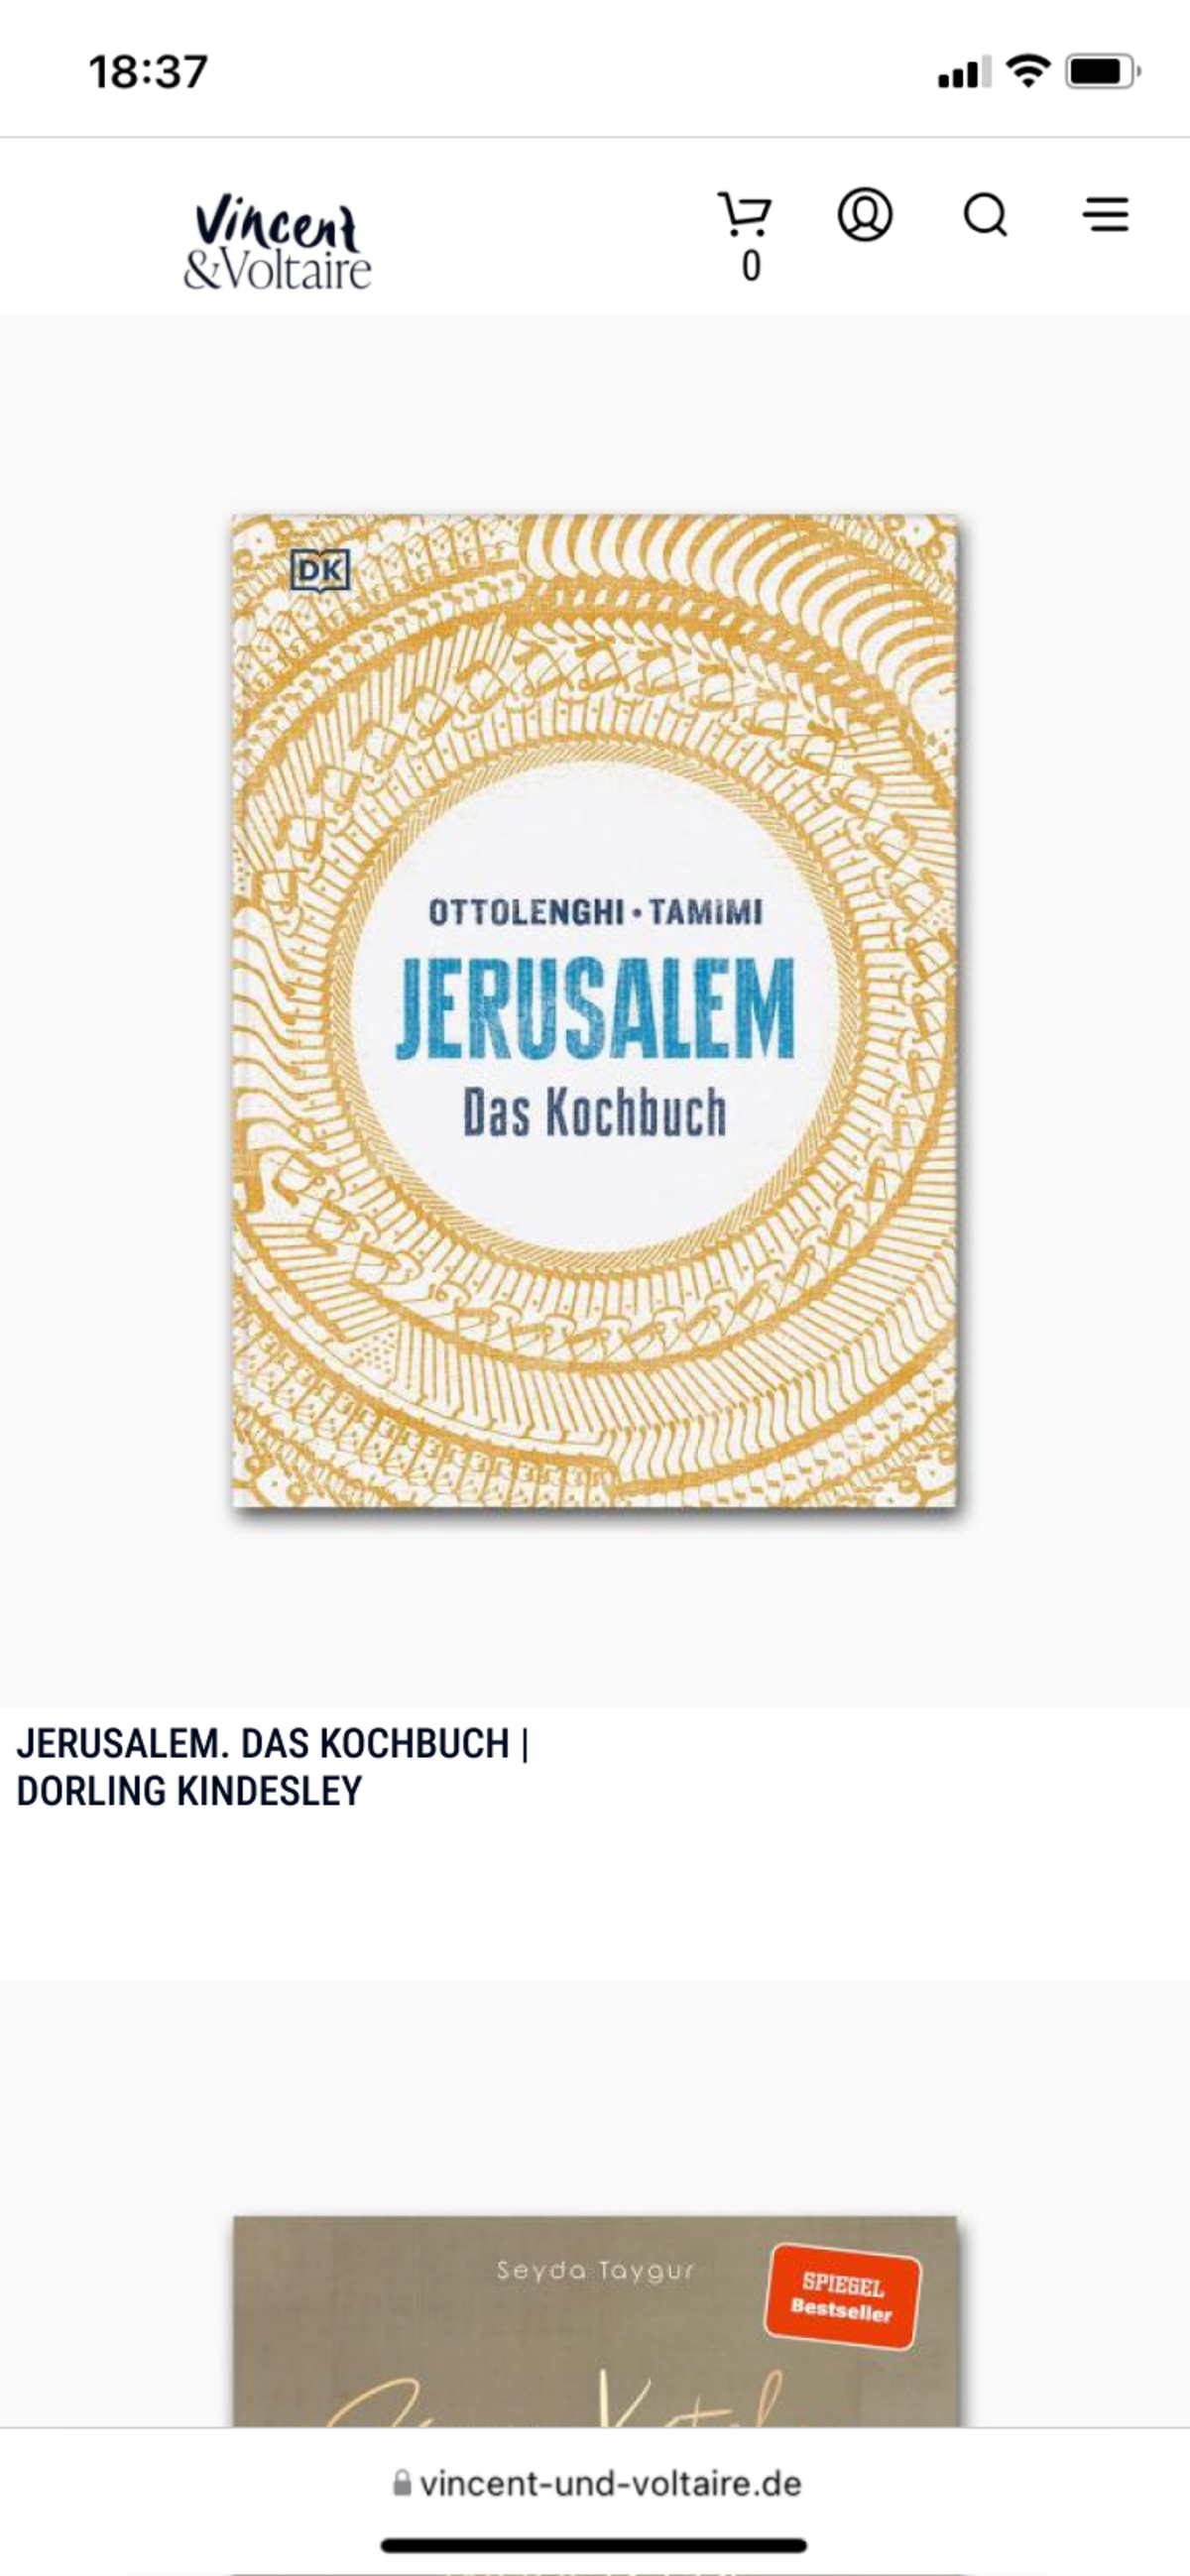 18:37
Vincent
&Voltaire
0
DK
OTTOLENGHI • TAMIMI
JERUSALEM
Das Kochbuch
JERUSALEM. DAS KOCHBUCH |
DORLING KINDESLEY
Seyda Taygur
SPIEGEL
Bestseller
vincent-und-voltaire.de